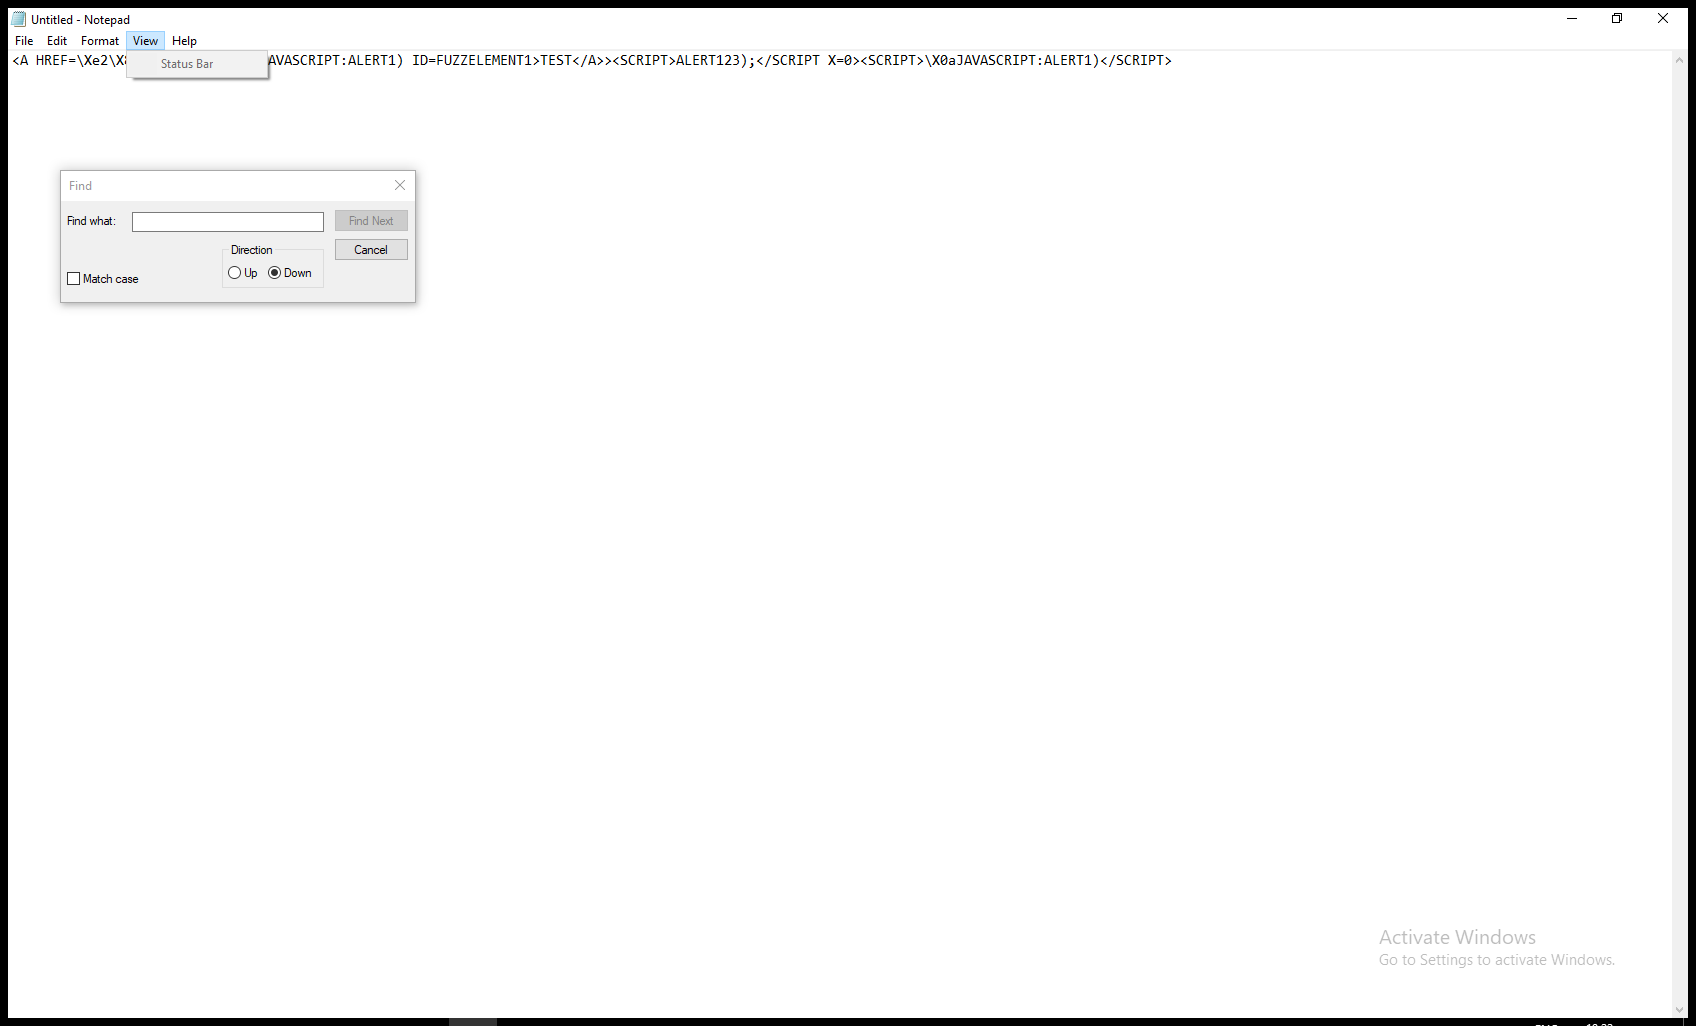 Untitled - Notepad
File Edit Format View Help
<A HREF=\Xe2\X AVASCRIPT:ALERT1) ID=FUZZELEMENT1>TEST</A>><SCRIPT>ALERT123);</SCRIPT X=0><SCRIPT>\X0aJAVASCRIPT:ALERT1)</SCRIPT>
Status Bar
Find
Find what:
Find Next
Direction
Cancel
Up Down
Match case
Activate Windows
Go to Settings to activate Windows.